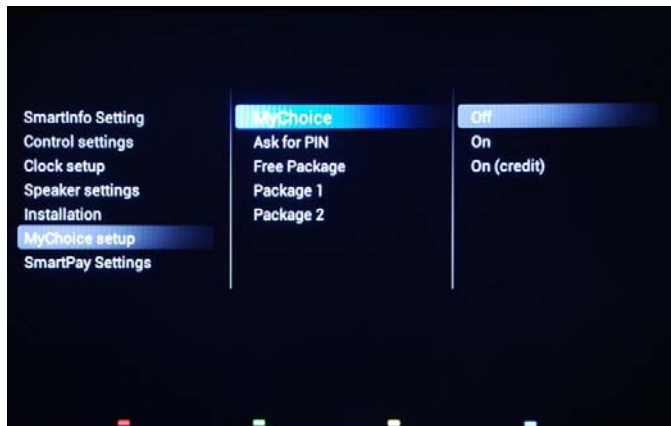 SmartInfo Setting
Control settings
Clock setup
Speaker settings
Installation
MyChoice setup
SmartPay Settings
MyChoice
Ask for PIN
Free Package
Package 1
Package 2
Off
On
On (credit)